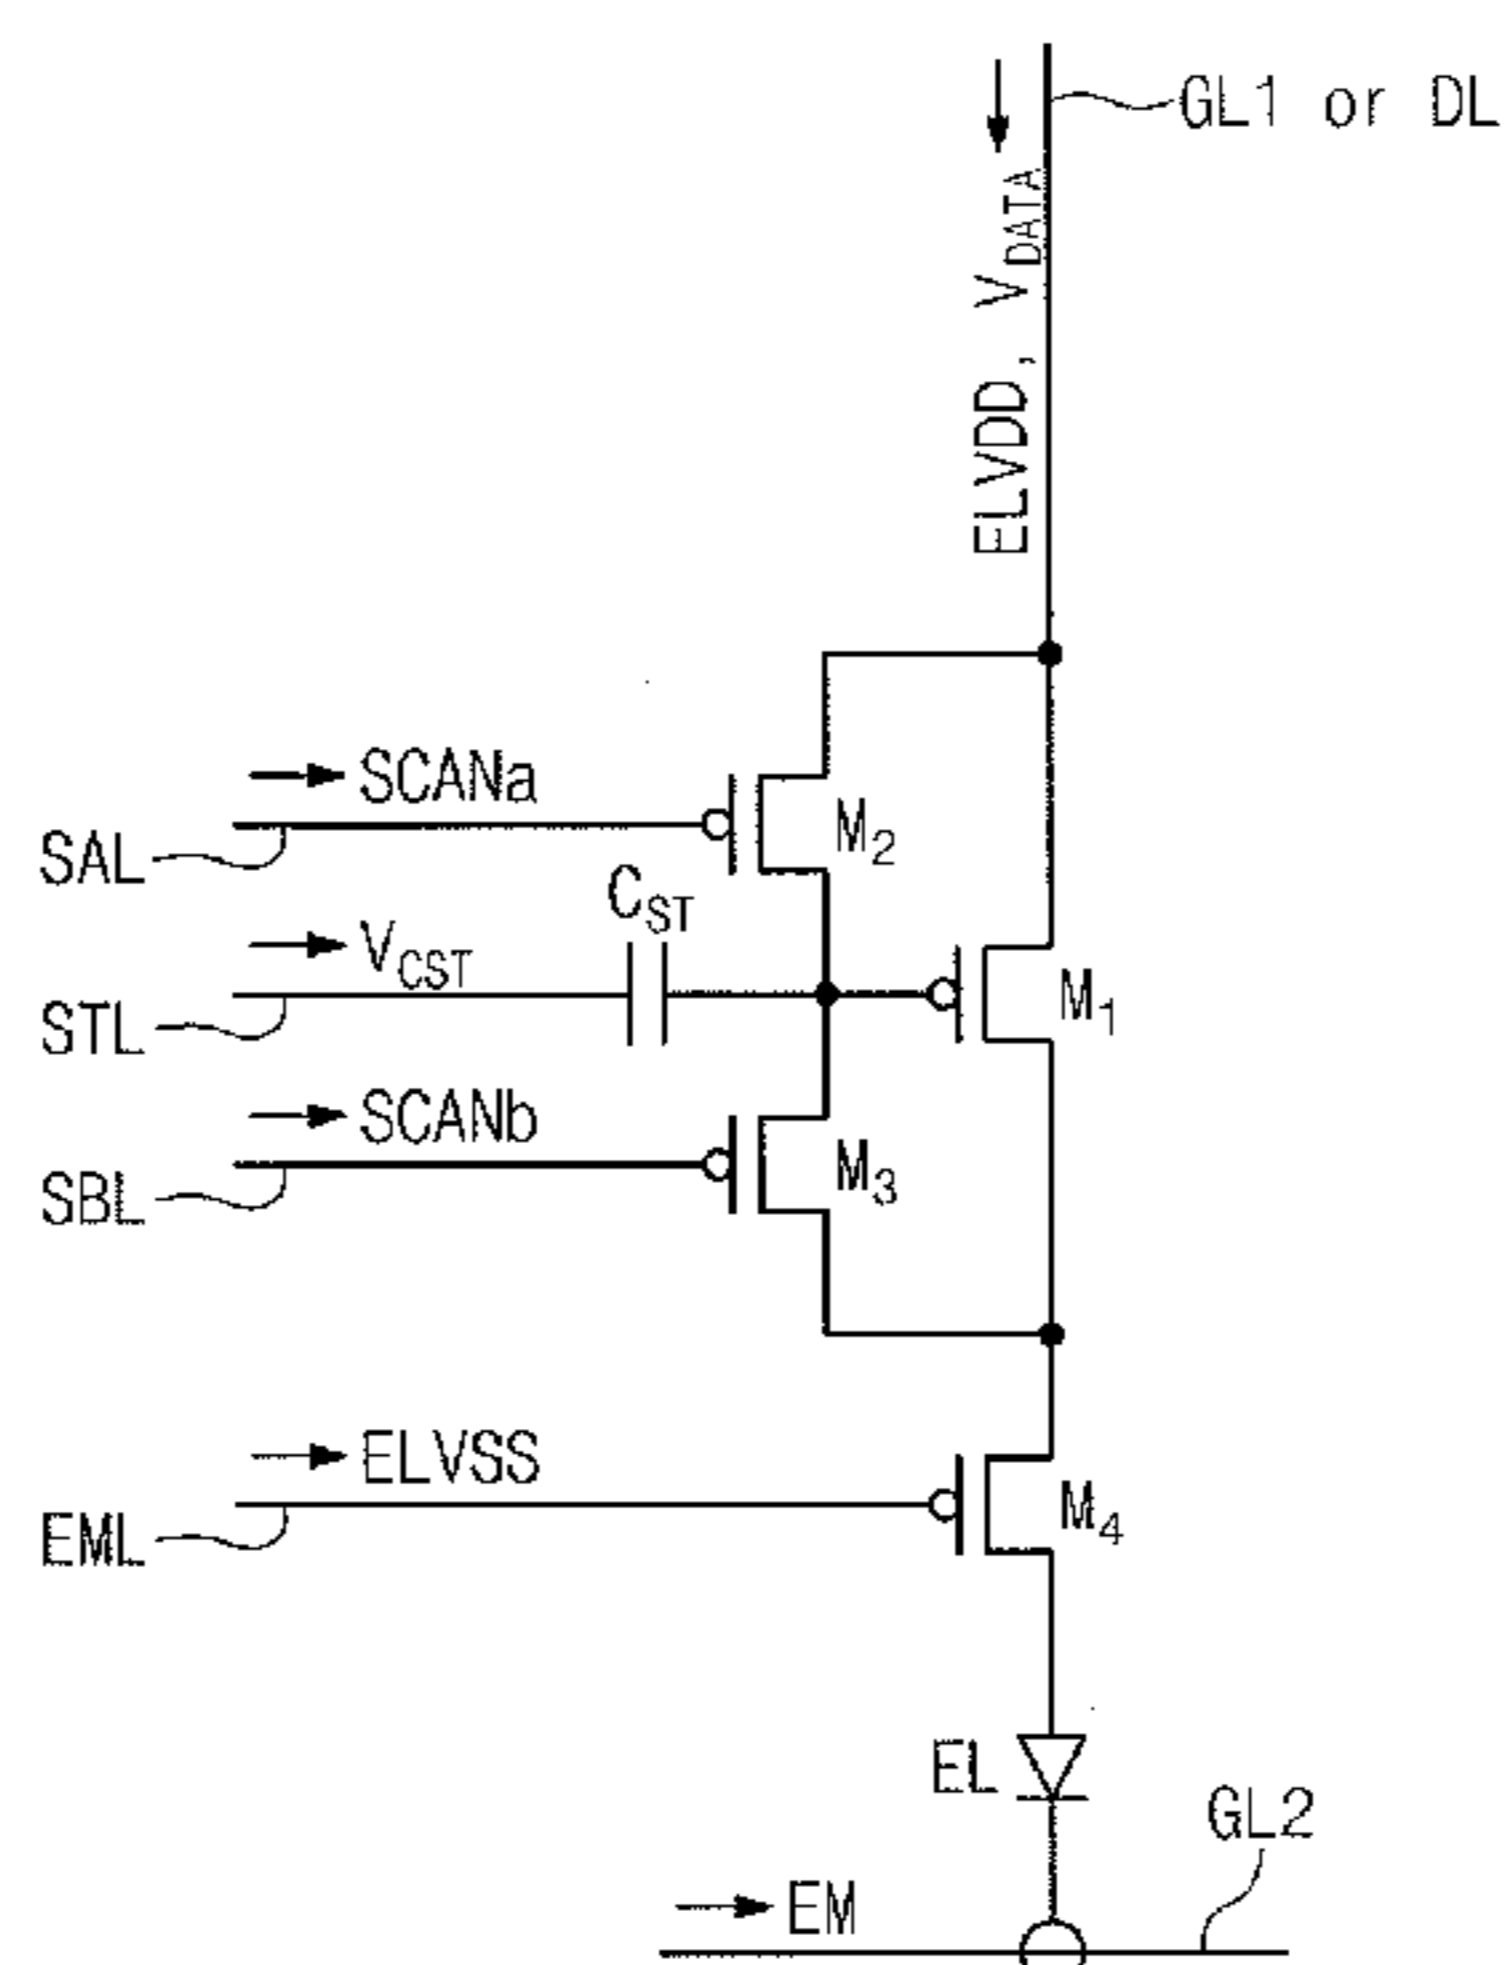 GL1 or DL
ELVDD, VDATA
SCANa
SAL
M2
CST
VCST
STL
M1
SCANb
SBL
M3
ELVSS
EML
M4
EL
GL2
EM